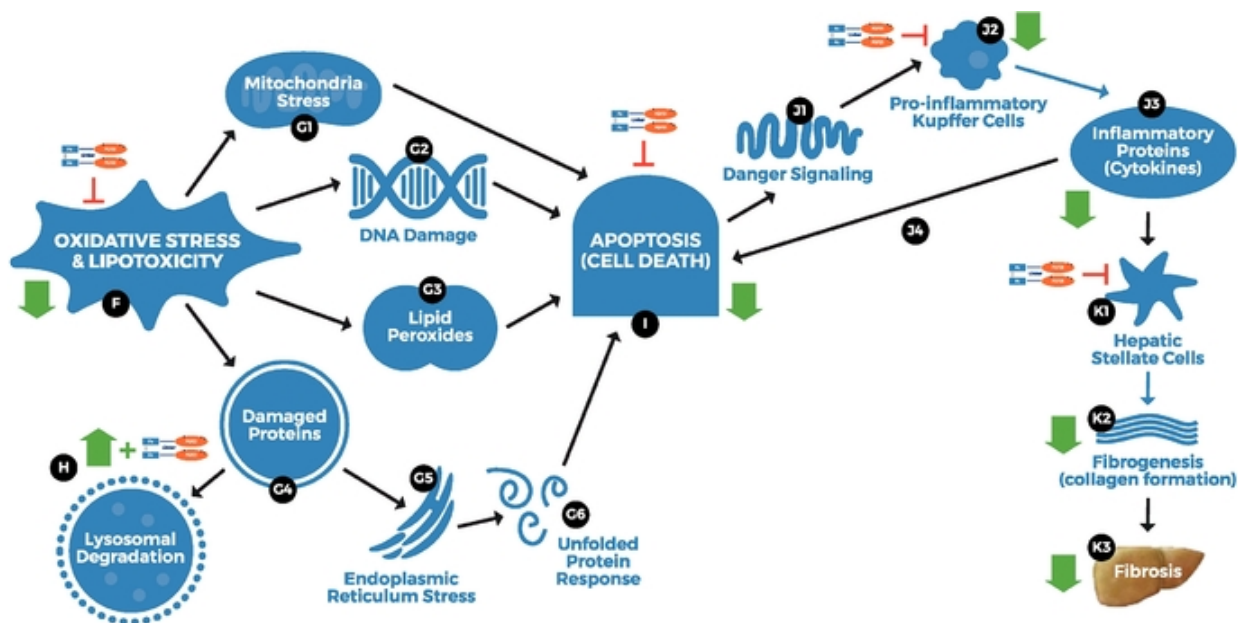 Mitochondria
Stress
G1
G2
DNA Damage
OXIDATIVE STRESS
& LIPOTOXICITY
F
G3
Lipid
Peroxides
Damaged
Proteins
G4
H
+
Lysosomal
Degradation
G5
Endoplasmic
Reticulum Stress
G6
Unfolded
Protein
Response
APOPTOSIS
(CELL DEATH)
I
J1
Danger Signaling
J2
Pro-inflammatory
Kupffer Cells
J3
Inflammatory
Proteins
(Cytokines)
J4
K1
Hepatic
Stellate Cells
K2
Fibrogenesis
(collagen formation)
K3
Fibrosis